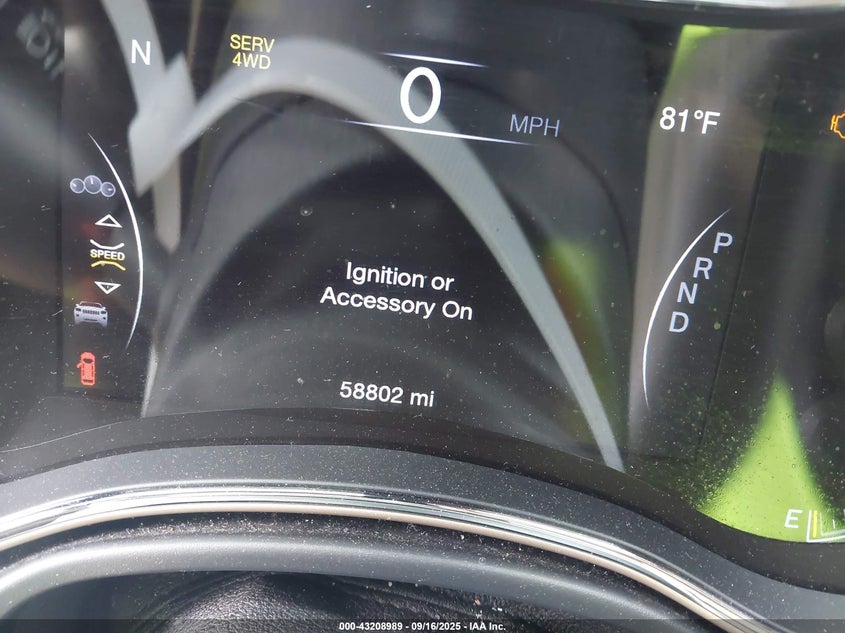 N
SERV
4WD
0
MPH
81°F
SPEED
Ignition or
Accessory On
P
R
N
D
58802 mi
E
000-43208989 - 09/16/2025 - IAA Inc.